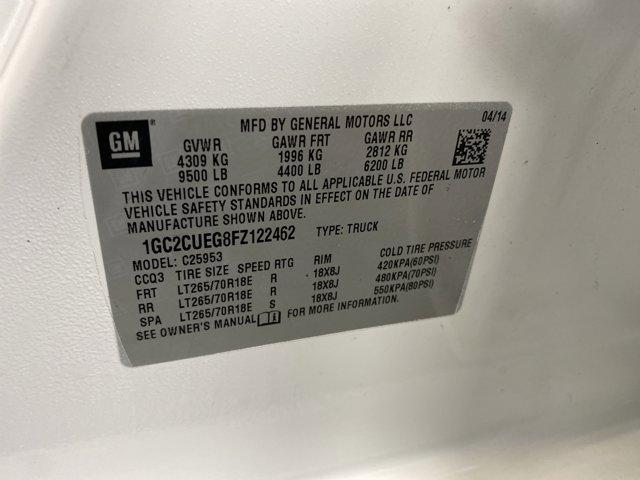 GM®
MFD BY GENERAL MOTORS LLC 04/14
GVWR GAWR FRT GAWR RR
4309 KG 1996 KG 2812 KG
9500 LB 4400 LB 6200 LB
THIS VEHICLE CONFORMS TO ALL APPLICABLE U.S. FEDERAL MOTOR
VEHICLE SAFETY STANDARDS IN EFFECT ON THE DATE OF
MANUFACTURE SHOWN ABOVE.
1GC2CUEG8FZ122462 TYPE: TRUCK
MODEL: C25953
CCQ3 TIRE SIZE SPEED RTG RIM COLD TIRE PRESSURE
FRT LT265/70R18E R 18X8J 420KPA(60PSI)
RR LT265/70R18E R 18X8J 480KPA(70PSI)
SPA LT265/70R18E S 18X8J 550KPA(80PSI)
SEE OWNER'S MANUAL FOR MORE INFORMATION.